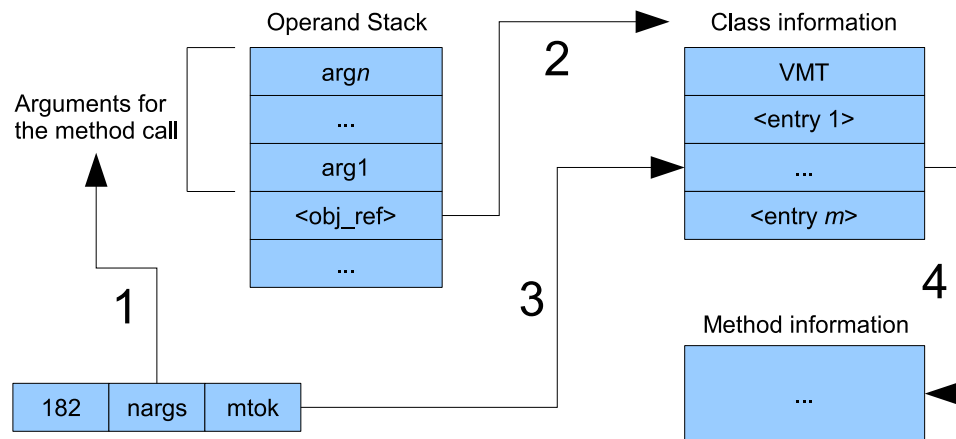 Operand Stack
Class information
argn
...
arg1
<obj_ref>
...
Arguments for
the method call
1
2
3
4
VMT
<entry 1>
...
<entry m>
Method information
...
182 nargs mtok